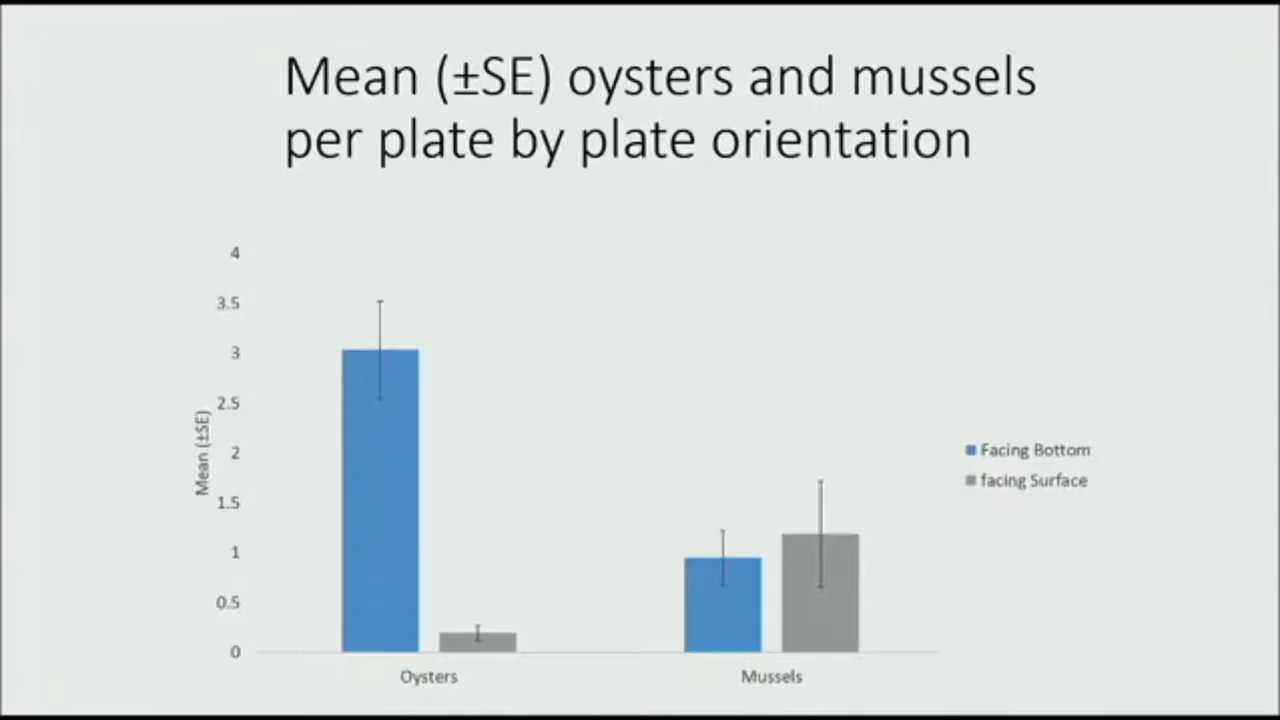 Mean (±SE) oysters and mussels
per plate by plate orientation
4
3.5
3
2.5
2
1.5
1
0.5
0
Mean (±SE)
Oysters
Mussels
Facing Bottom
facing Surface